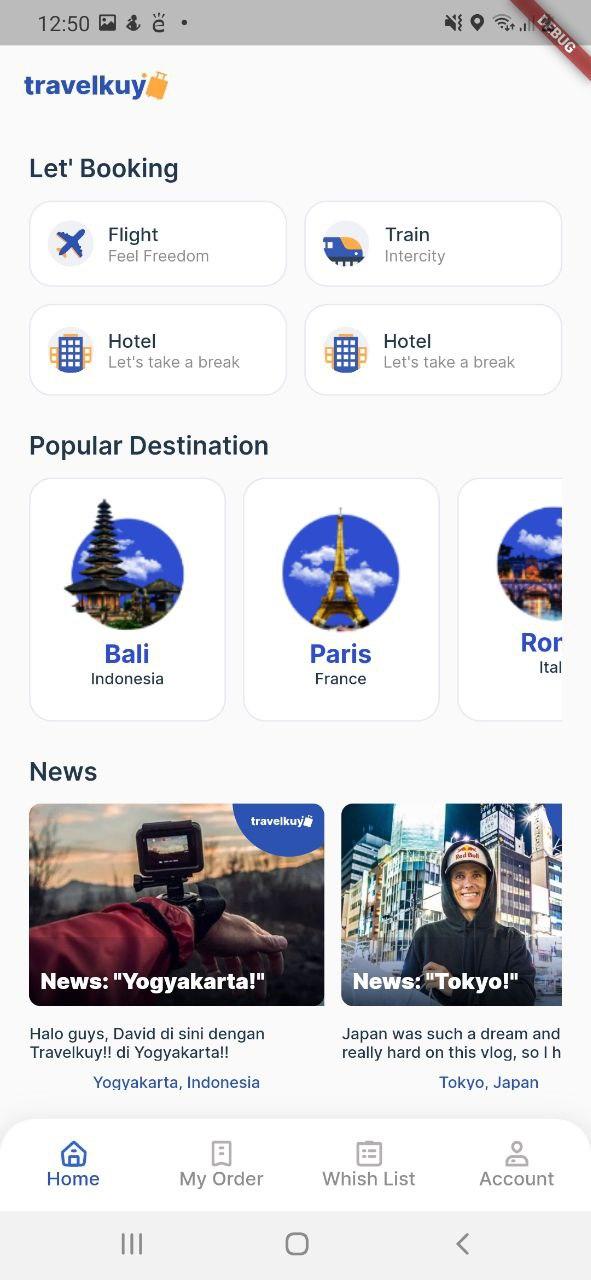 12:50
DEBUG
travelkuy
Let' Booking
Flight
Feel Freedom
Train
Intercity
Hotel
Let's take a break
Hotel
Let's take a break
Popular Destination
Bali
Indonesia
Paris
France
Ror
Ital
News
travelkuy
News: "Yogyakarta!"
Halo guys, David di sini dengan
Travelkuy!! di Yogyakarta!!
Yogyakarta, Indonesia
Red Bull
News: "Tokyo!"
Japan was such a dream and
really hard on this vlog, so I h
Tokyo, Japan
Home
My Order
Whish List
Account